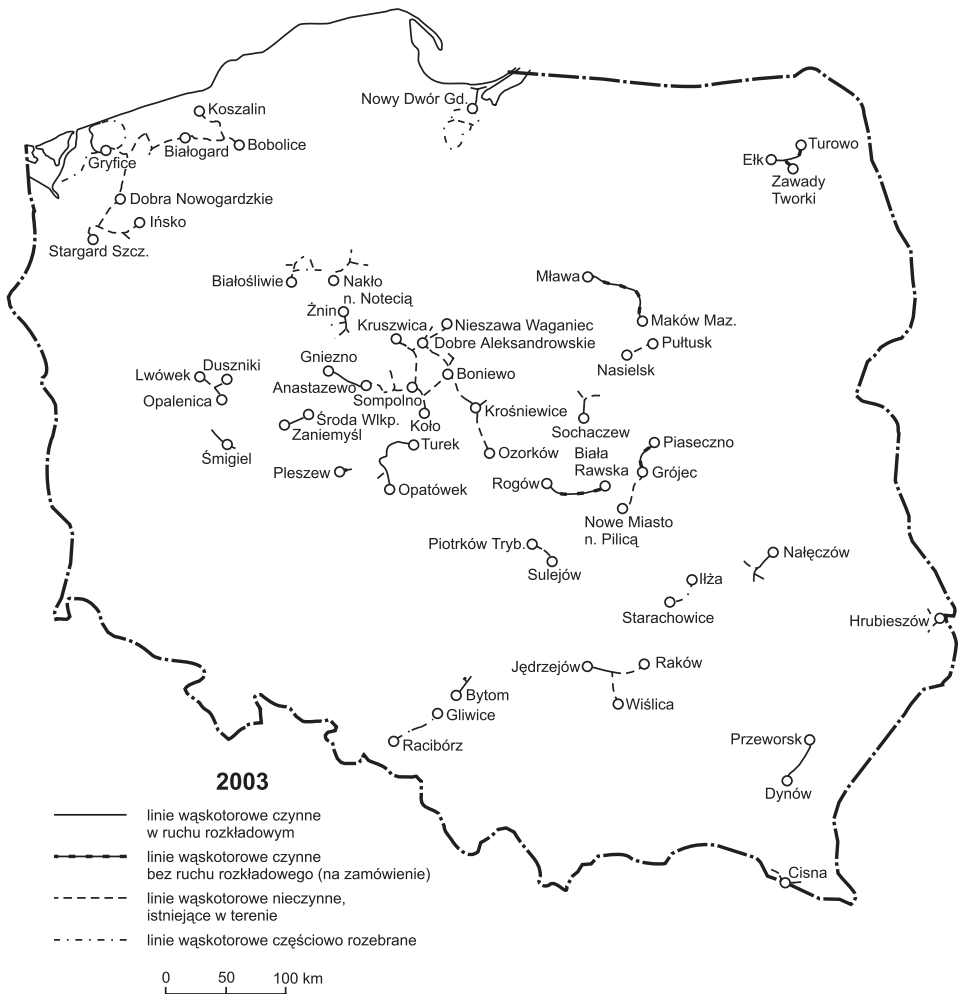 Koszalin
Nowy Dwór Gd.
Białogard
Bobolice
Gryfice
Turowo
Ełk
Zawady
Tworki
Dobra Nowogardzkie
Ińsko
Stargard Szcz.
Białośliwie
Nakło
n. Notecią
Mława
Żnin
Maków Maz.
Kruszwica
Nieszawa Waganiec
Dobre Aleksandrowskie
Pułtusk
Nasielsk
Gniezno
Lwówek
Duszniki
Boniewo
Anastazewo
Opalenica
Sompolno
Krośniewice
Środa Wlkp.
Koło
Zaniemyśl
Sochaczew
Turek
Piaseczno
Śmigiel
Ozorków
Biała
Rawska
Grójec
Pleszew
Opatówek
Rogów
Nowe Miasto
n. Pilicą
Piotrków Tryb.
Sulejów
Nałęczów
Iłża
Starachowice
Hrubieszów
Jędrzejów
Raków
Bytom
Wiślica
Gliwice
Racibórz
Przeworsk
Dynów
Cisna
2003
linie wąskotorowe czynne
w ruchu rozkładowym
linie wąskotorowe czynne
bez ruchu rozkładowego (na zamówienie)
linie wąskotorowe nieczynne,
istniejące w terenie
linie wąskotorowe częściowo rozebrane
0 50 100 km